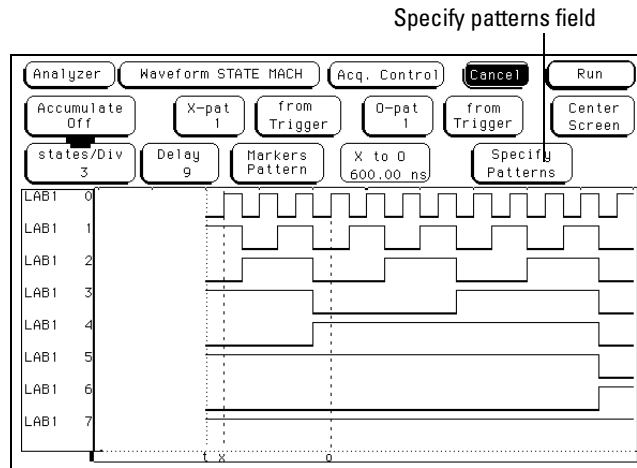 Specify patterns field
Analyzer Waveform STATE MACH Acq. Control Cancel Run
Accumulate Off X-pat 1 from Trigger O-pat 1 from Trigger Center Screen
states/Div 3 Delay 9 Markers Pattern X to O 600.00 ns Specify Patterns
LAB1 0
LAB1 1
LAB1 2
LAB1 3
LAB1 4
LAB1 5
LAB1 6
LAB1 7
t x o